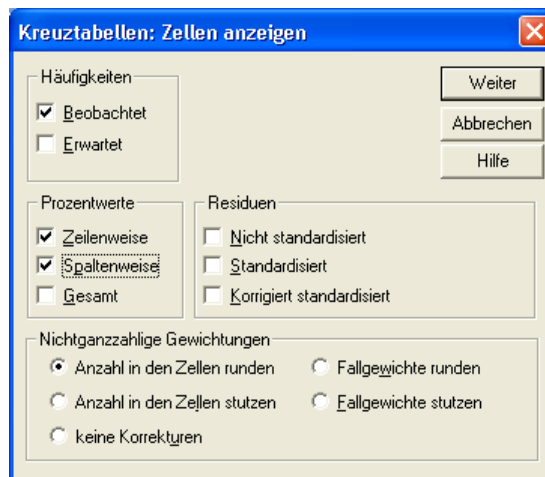 Kreuztabellen: Zellen anzeigen
Häufigkeiten
Beobachtet
Erwartet
Weiter
Abbrechen
Hilfe
Prozentwerte
Zeilenweise
Spaltenweise
Gesamt
Residuen
Nicht standardisiert
Standardisiert
Korrigiert standardisiert
Nichtganzzahlige Gewichtungen
Anzahl in den Zellen runden
Fallgewichte runden
Anzahl in den Zellen stutzen
Fallgewichte stutzen
keine Korrekturen